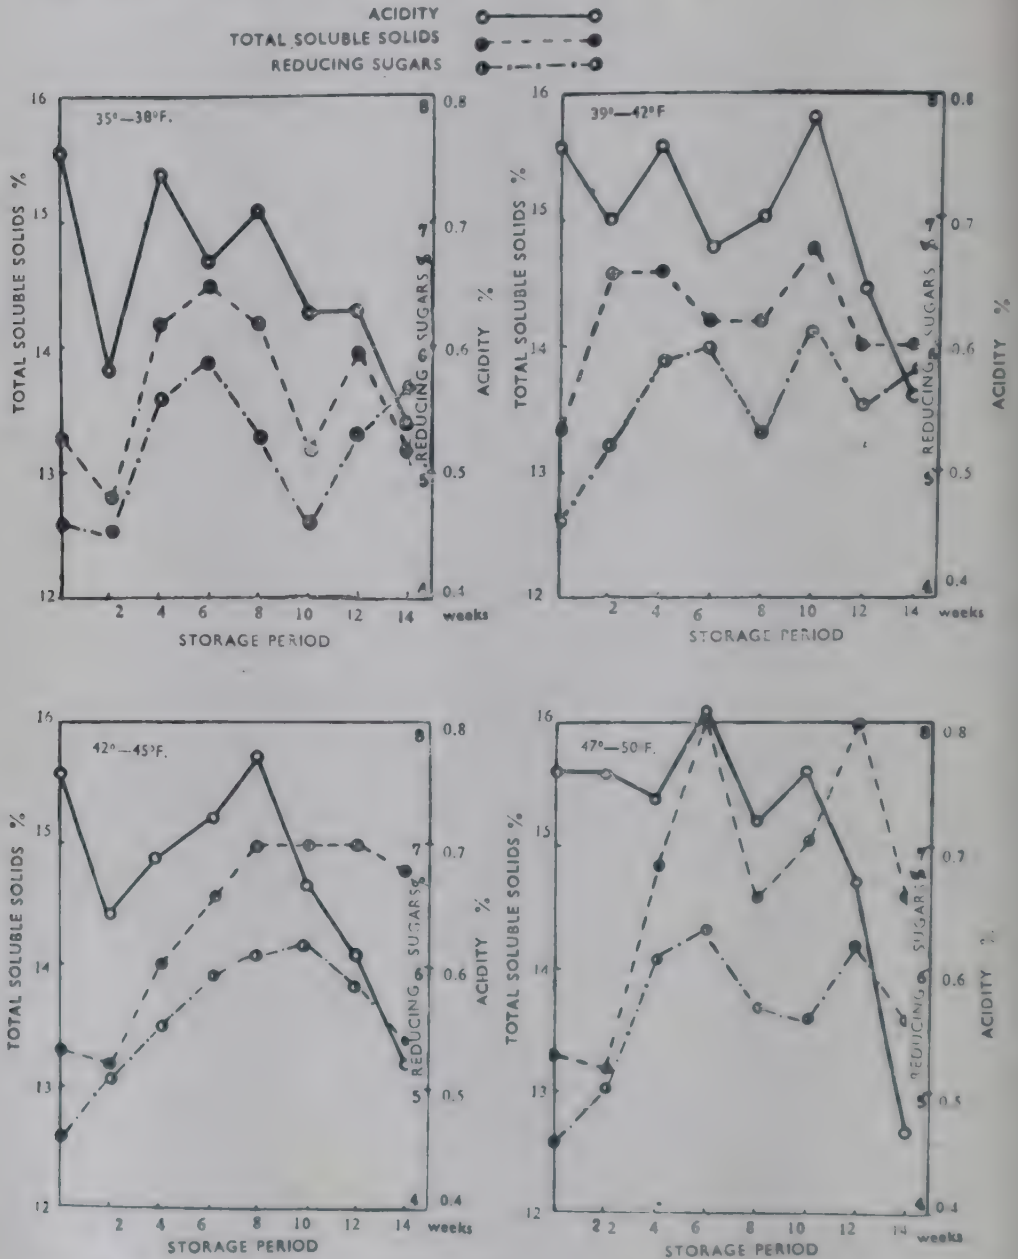 ACIDITY
TOTAL SOLUBLE SOLIDS
REDUCING SUGARS
35°—38°F.
16
15
14
13
12
TOTAL SOLUBLE SOLIDS %
8
7
6
5
4
REDUCING SUGARS %
0.8
0.7
0.6
0.5
0.4
ACIDITY %
2 4 6 8 10 12 14 weeks
STORAGE PERIOD
39°—42°F
16
15
14
13
12
TOTAL SOLUBLE SOLIDS %
8
7
5
4
REDUCING SUGARS %
0.8
0.7
0.6
0.5
0.4
ACIDITY %
2 4 6 8 10 12 14 weeks
STORAGE PERIOD
42°—45°F.
16
15
14
13
12
TOTAL SOLUBLE SOLIDS %
8
7
6
5
4
REDUCING SUGARS %
0.8
0.7
0.6
0.5
0.4
ACIDITY %
2 4 6 8 10 12 14 weeks
STORAGE PERIOD
47°—50°F.
16
15
14
13
12
TOTAL SOLUBLE SOLIDS %
8
7
6
5
4
REDUCING SUGARS %
0.8
0.7
0.6
0.5
0.4
ACIDITY %
2 2 4 6 8 10 12 14 weeks
STORAGE PERIOD